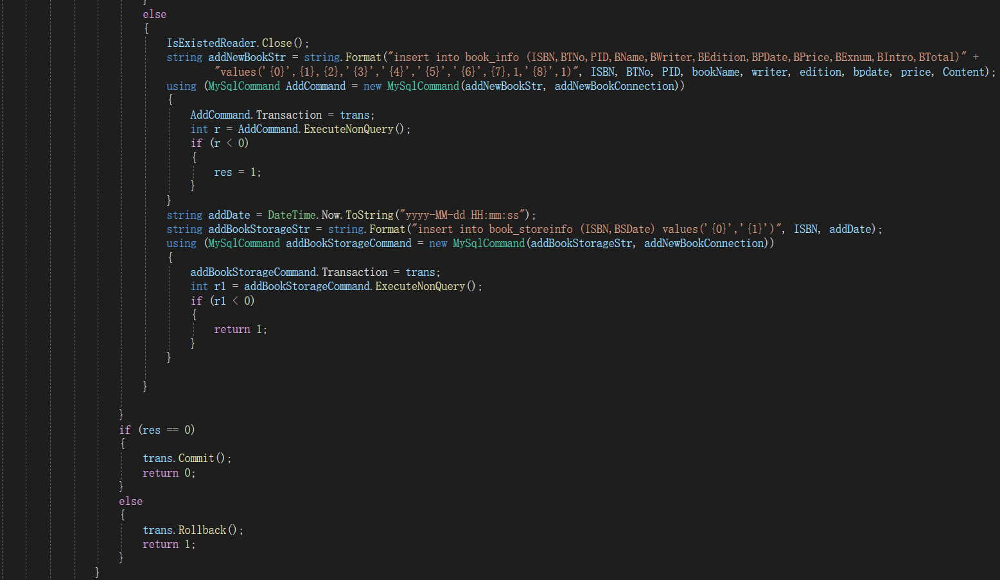 }
else
{
IsExistedReader.Close();
string addNewBookStr = string.Format("insert into book_info (ISBN,BTNo,PID,BName,BWriter,BEdition,BPDate,BPrice,BExnum,BIntro,BTotal)" +
"values('{0}',{1},{2},'{3}','{4}','{5}','{6}',{7},1,'{8}',1)", ISBN, BTNo, PID, bookName, writer, edition, bpdate, price, Content);
using (MySqlCommand AddCommand = new MySqlCommand(addNewBookStr, addNewBookConnection))
{
AddCommand.Transaction = trans;
int r = AddCommand.ExecuteNonQuery();
if (r < 0)
{
res = 1;
}
}
string addDate = DateTime.Now.ToString("yyyy-MM-dd HH:mm:ss");
string addBookStorageStr = string.Format("insert into book_storeinfo (ISBN,BSDate) values('{0}','{1}')", ISBN, addDate);
using (MySqlCommand addBookStorageCommand = new MySqlCommand(addBookStorageStr, addNewBookConnection))
{
addBookStorageCommand.Transaction = trans;
int r1 = addBookStorageCommand.ExecuteNonQuery();
if (r1 < 0)
{
return 1;
}
}
}
}
if (res == 0)
{
trans.Commit();
return 0;
}
else
{
trans.Rollback();
return 1;
}
}